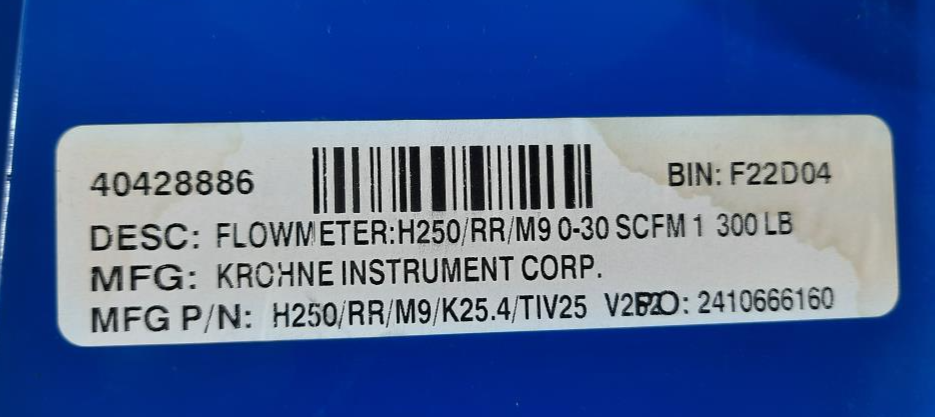 40428886 BIN: F22D04
DESC: FLOWMETER:H250/RR/M9 0-30 SCFM 1 300 LB
MFG: KROHNE INSTRUMENT CORP.
MFG P/N: H250/RR/M9/K25.4/TIV25 : 2410666160